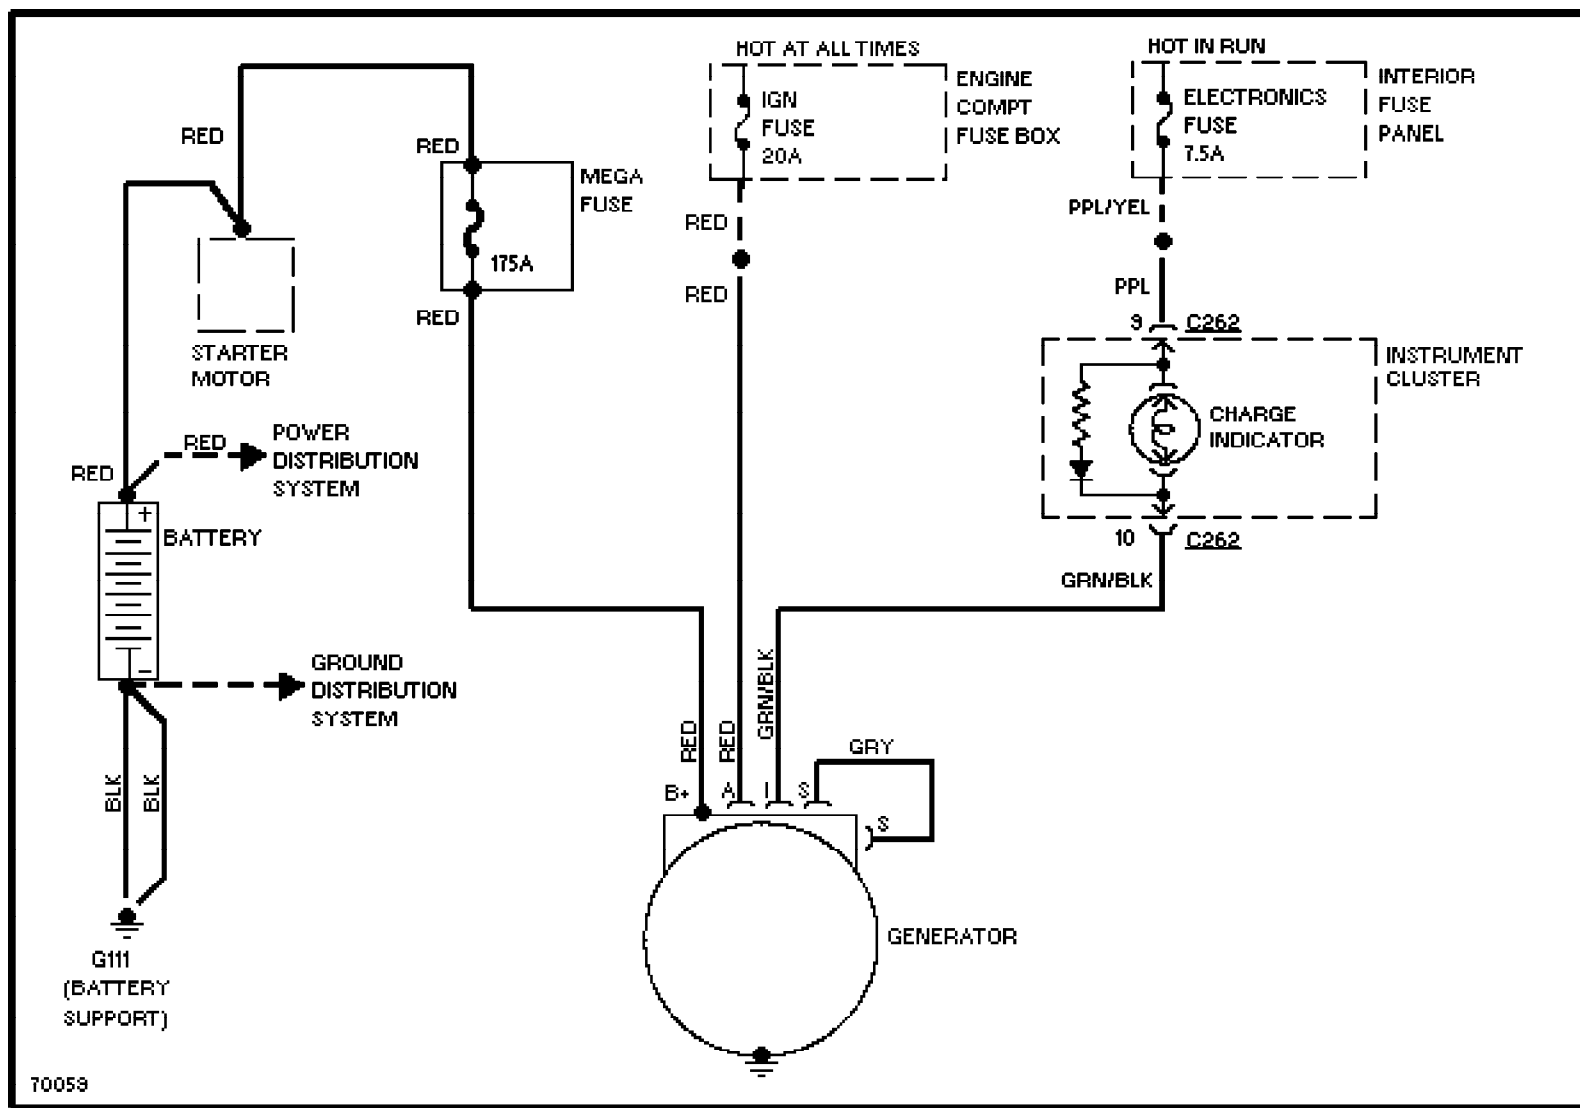 HOT AT ALL TIMES
IGN
FUSE
20A
ENGINE
COMPT
FUSE BOX
HOT IN RUN
ELECTRONICS
FUSE
7.5A
INTERIOR
FUSE
PANEL
RED
RED
MEGA
FUSE
175A
RED
RED
RED
PPL/YEL
PPL
9
C262
STARTER
MOTOR
INSTRUMENT
CLUSTER
CHARGE
INDICATOR
10
C262
GRN/BLK
RED
RED
POWER
DISTRIBUTION
SYSTEM
+
BATTERY
-
GROUND
DISTRIBUTION
SYSTEM
BLK
BLK
G111
(BATTERY
SUPPORT)
RED
RED
GRN/BLK
GRY
B+
A
I
S
S
GENERATOR
70059